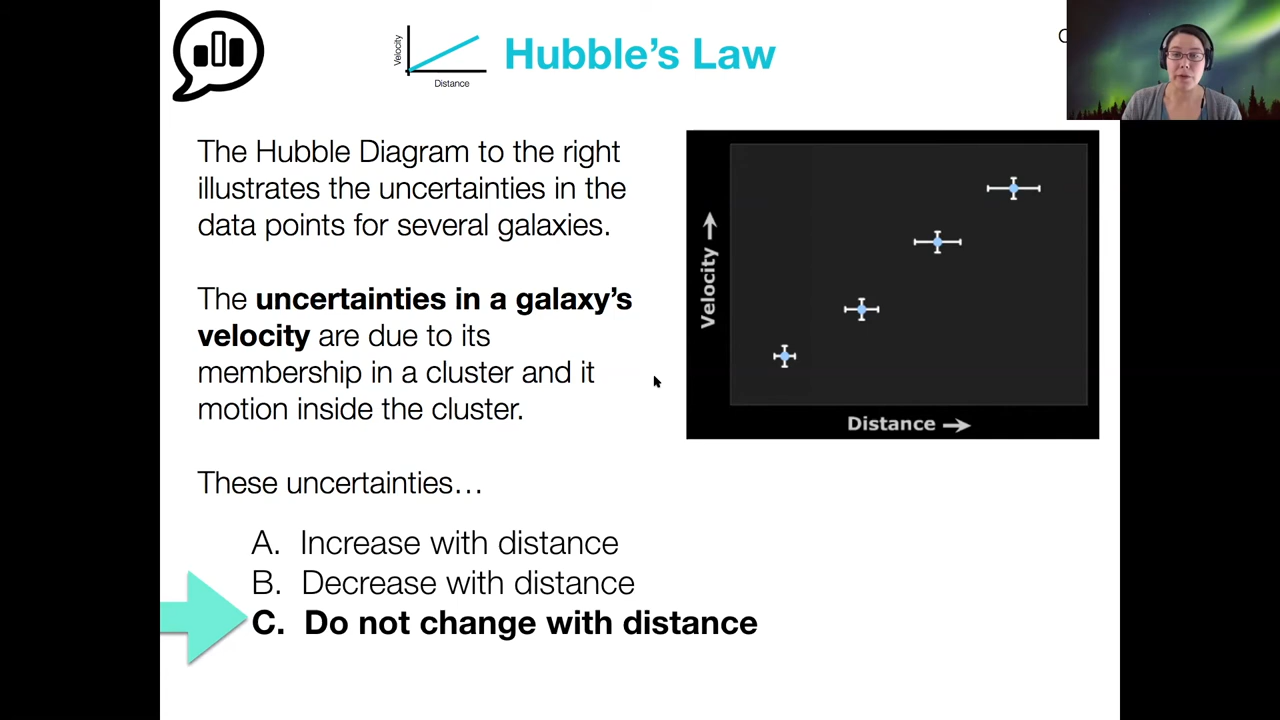 Velocity
Distance
Hubble's Law
The Hubble Diagram to the right
illustrates the uncertainties in the
data points for several galaxies.
The uncertainties in a galaxy's
velocity are due to its
membership in a cluster and it
motion inside the cluster.
These uncertainties…
A. Increase with distance
B. Decrease with distance
C. Do not change with distance
Velocity →
Distance →